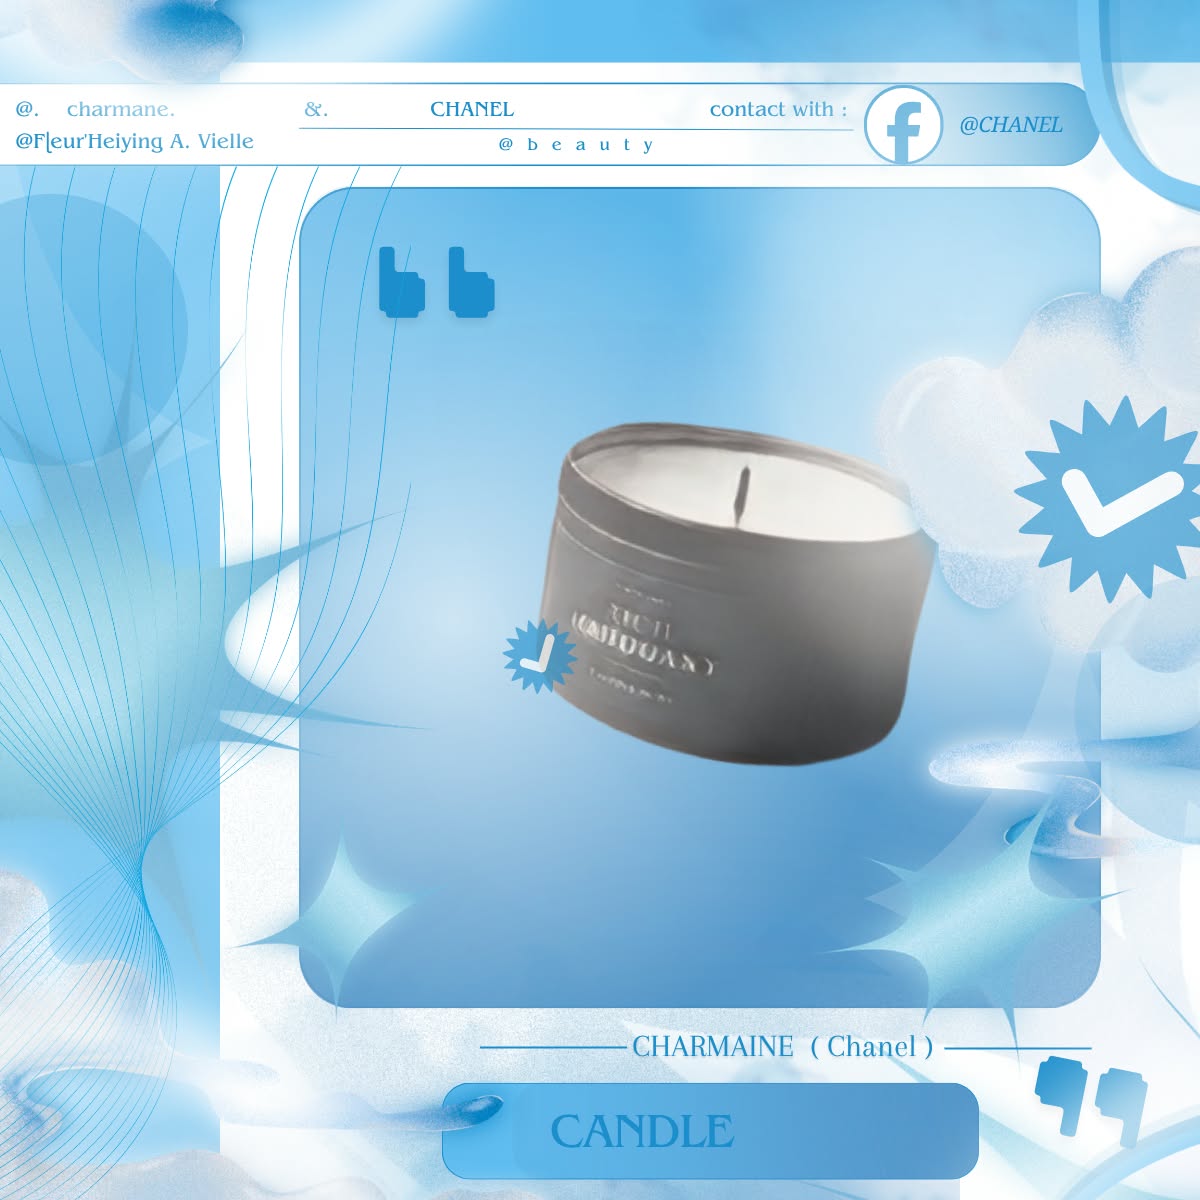 @. charmane. &. CHANEL contact with :
@Fleur'Heiying A. Vielle @ b e a u t y @CHANEL
CHARMAINE ( Chanel )
CANDLE